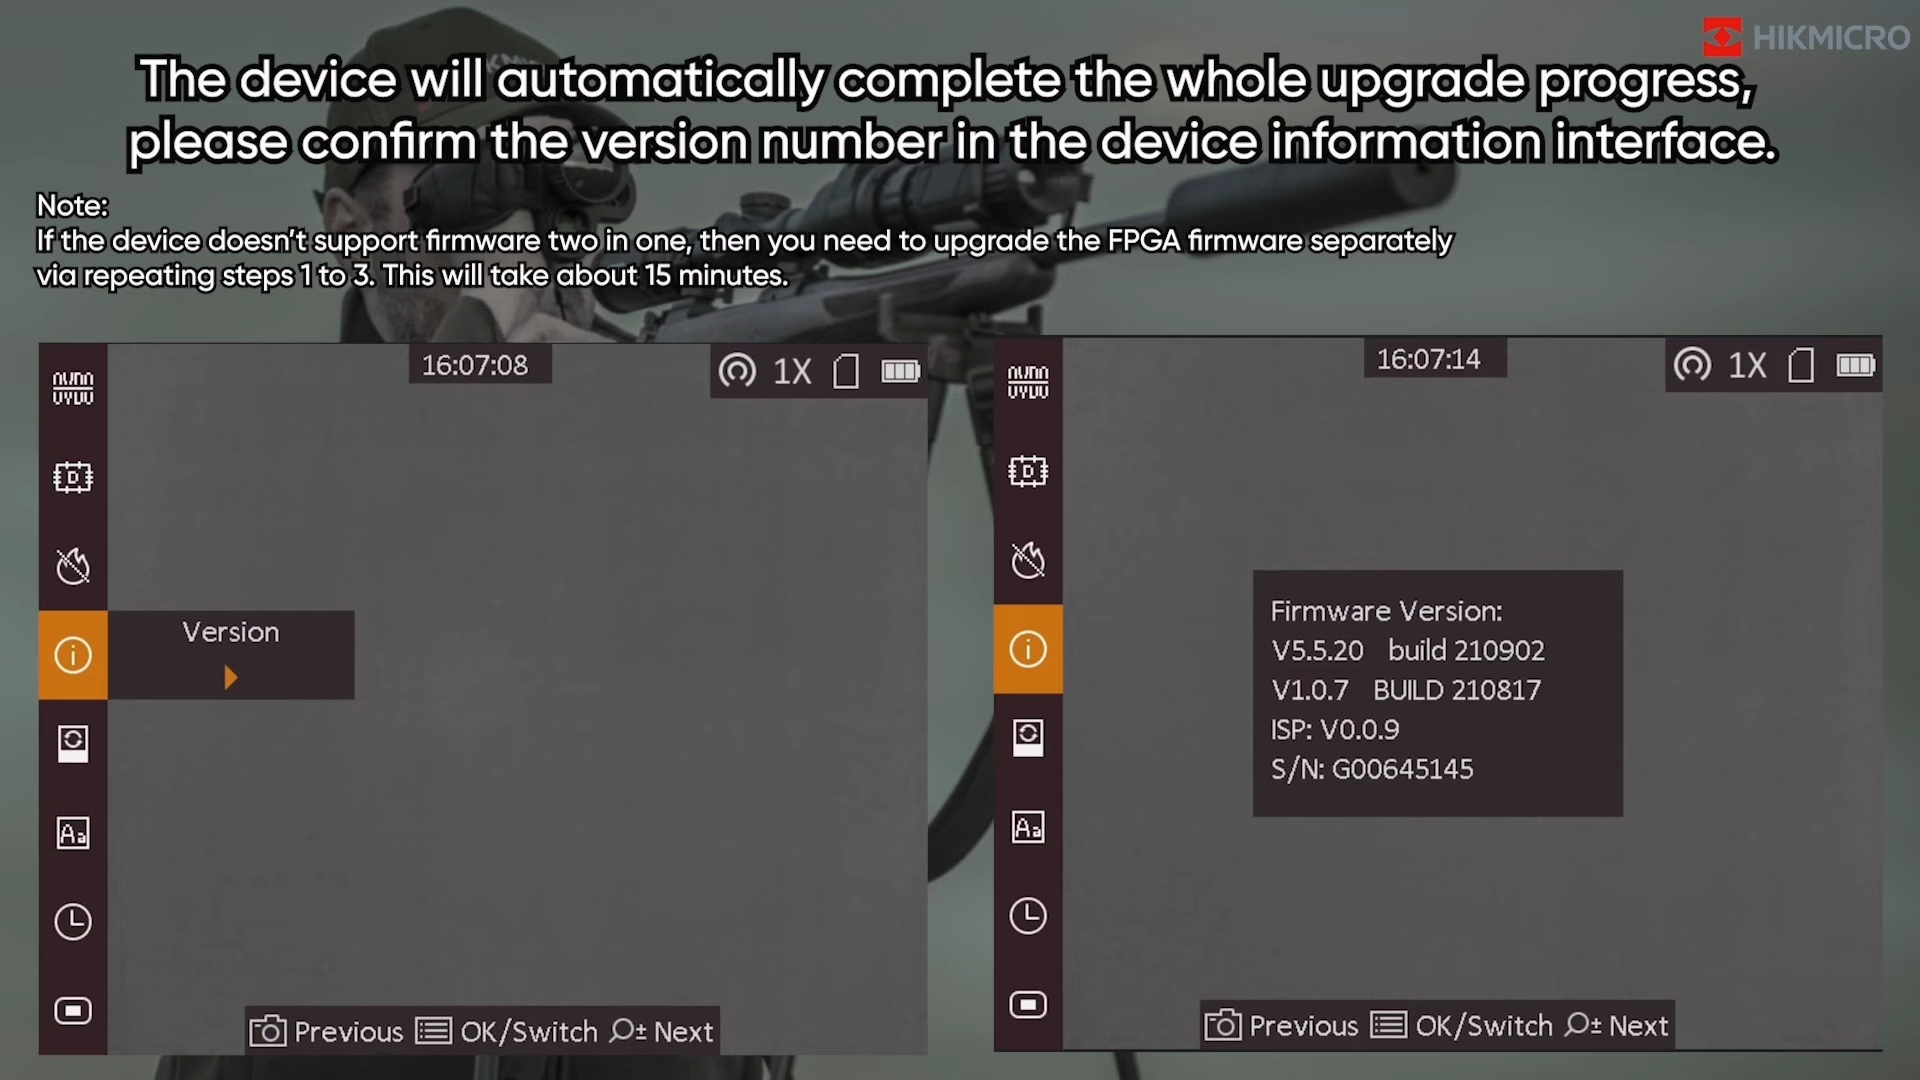 HIKMICRO
The device will automatically complete the whole upgrade progress,
please confirm the version number in the device information interface.
Note:
If the device doesn't support firmware two in one, then you need to upgrade the FPGA firmware separately
via repeating steps 1 to 3. This will take about 15 minutes.
16:07:08
1X
D
Version
i
Aa
Previous OK/Switch Next
16:07:14
1X
D
Firmware Version:
V5.5.20 build 210902
V1.0.7 BUILD 210817
ISP: V0.0.9
S/N: G00645145
i
Aa
Previous OK/Switch Next